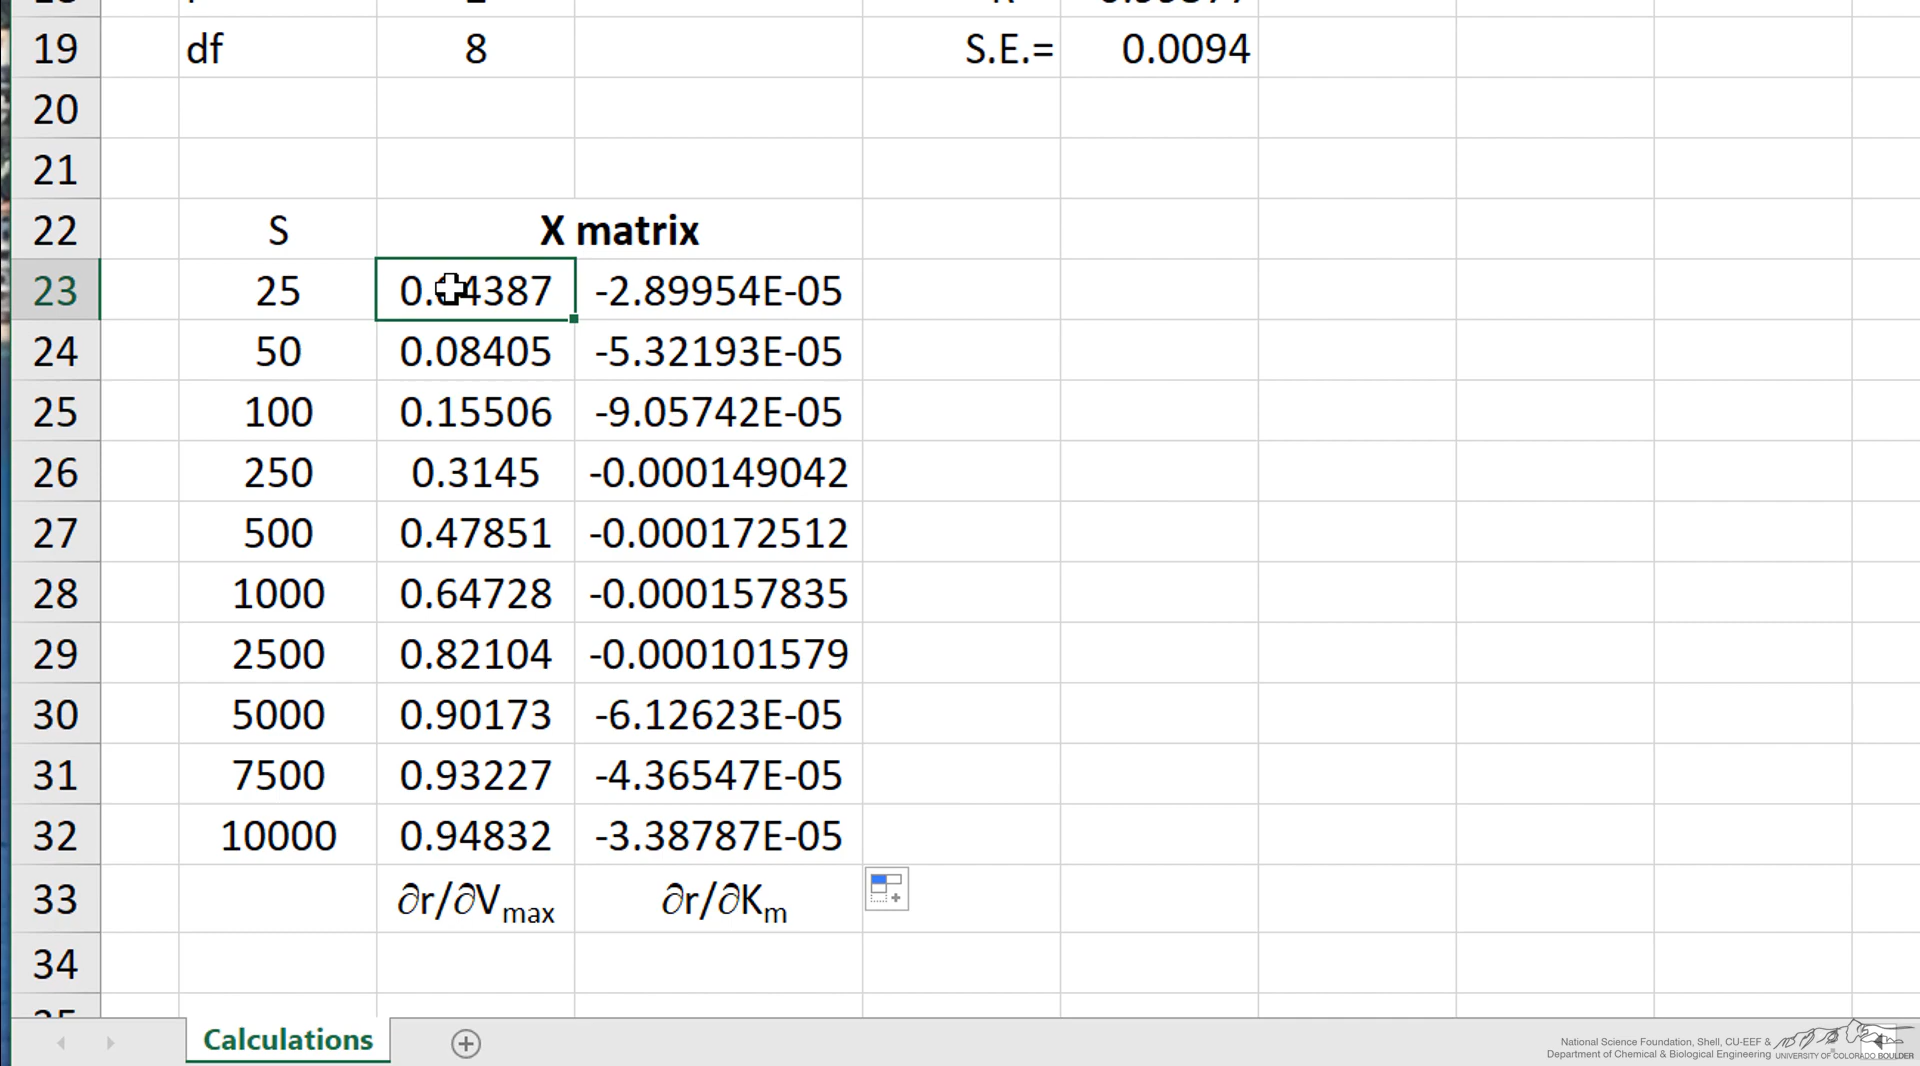 19 df 8 S.E.= 0.0094
20
21
22 S X matrix
23 25 -2.89954E-05
24 50 0.08405 -5.32193E-05
25 100 0.15506 -9.05742E-05
26 250 0.3145 -0.000149042
27 500 0.47851 -0.000172512
28 1000 0.64728 -0.000157835
29 2500 0.82104 -0.000101579
30 5000 0.90173 -6.12623E-05
31 7500 0.93227 -4.36547E-05
32 10000 0.94832 -3.38787E-05
33 ∂r/∂Vmax ∂r/∂Km
34
Calculations
National Science Foundation, Shell, CU-EEF &
Department of Chemical & Biological Engineering UNIVERSITY OF COLORADO BOULDER